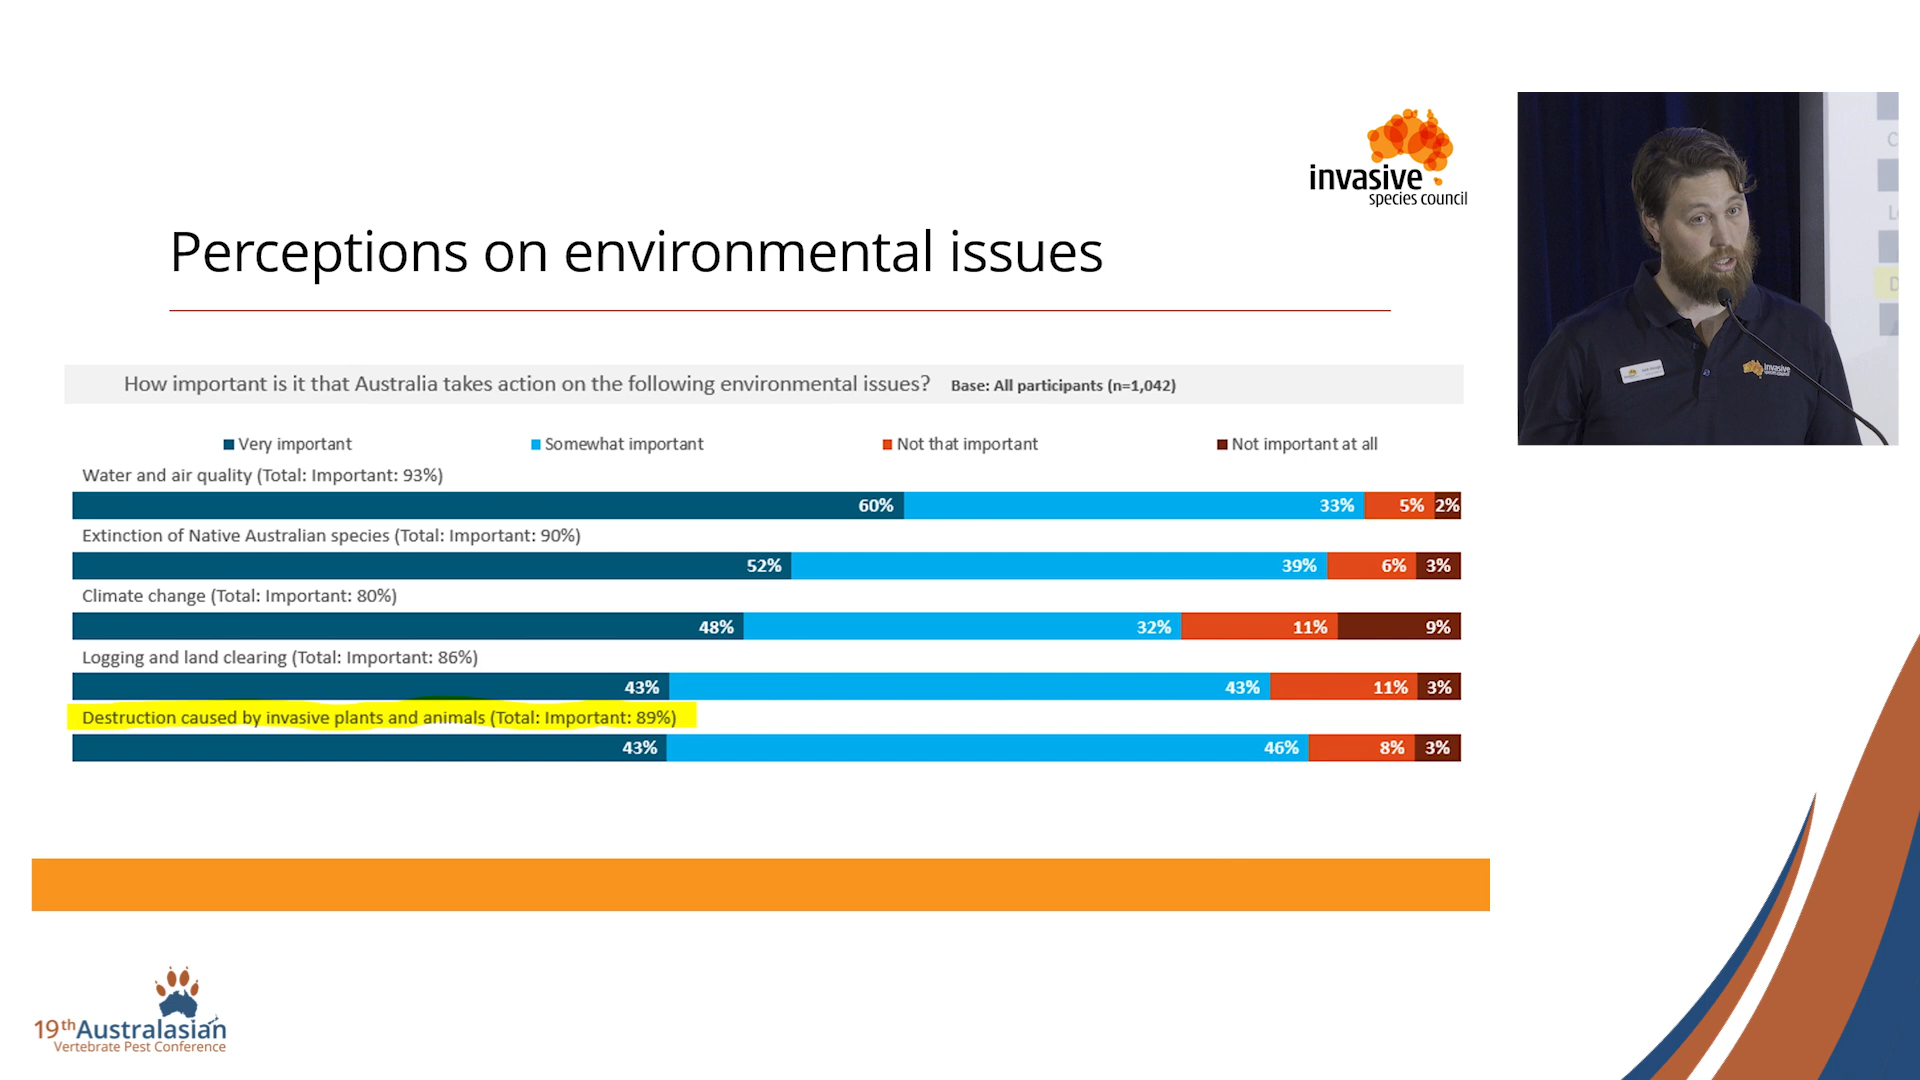 invasive
species council
Perceptions on environmental issues
How important is it that Australia takes action on the following environmental issues? Base: All participants (n=1,042)
Very important Somewhat important Not that important Not important at all
Water and air quality (Total: Important: 93%)
60% 33% 5% 2%
Extinction of Native Australian species (Total: Important: 90%)
52% 39% 6% 3%
Climate change (Total: Important: 80%)
48% 32% 11% 9%
Logging and land clearing (Total: Important: 86%)
43% 43% 11% 3%
Destruction caused by invasive plants and animals (Total: Important: 89%)
43% 46% 8% 3%
19th Australasian
Vertebrate Pest Conference
invasive
species council